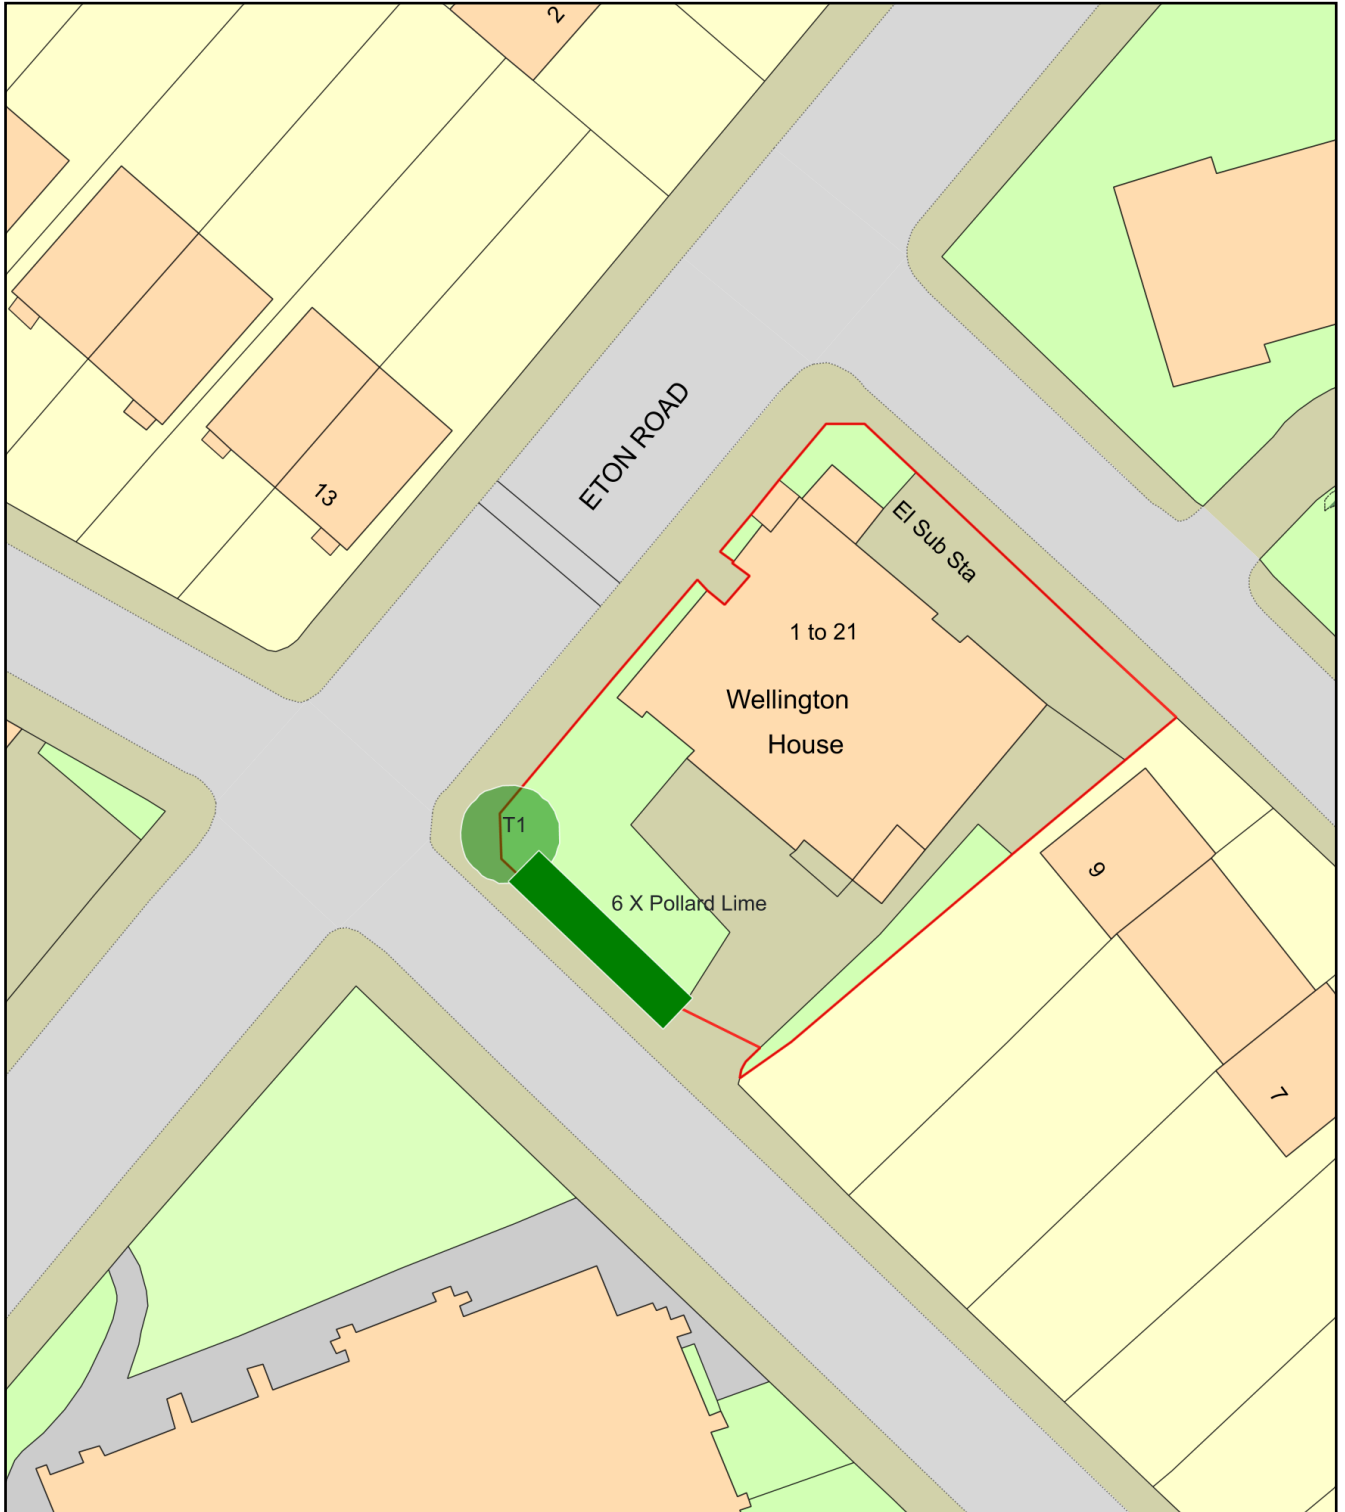 2
ETON ROAD
13
El Sub Sta
1 to 21
Wellington
House
T1
6 X Pollard Lime
9
7